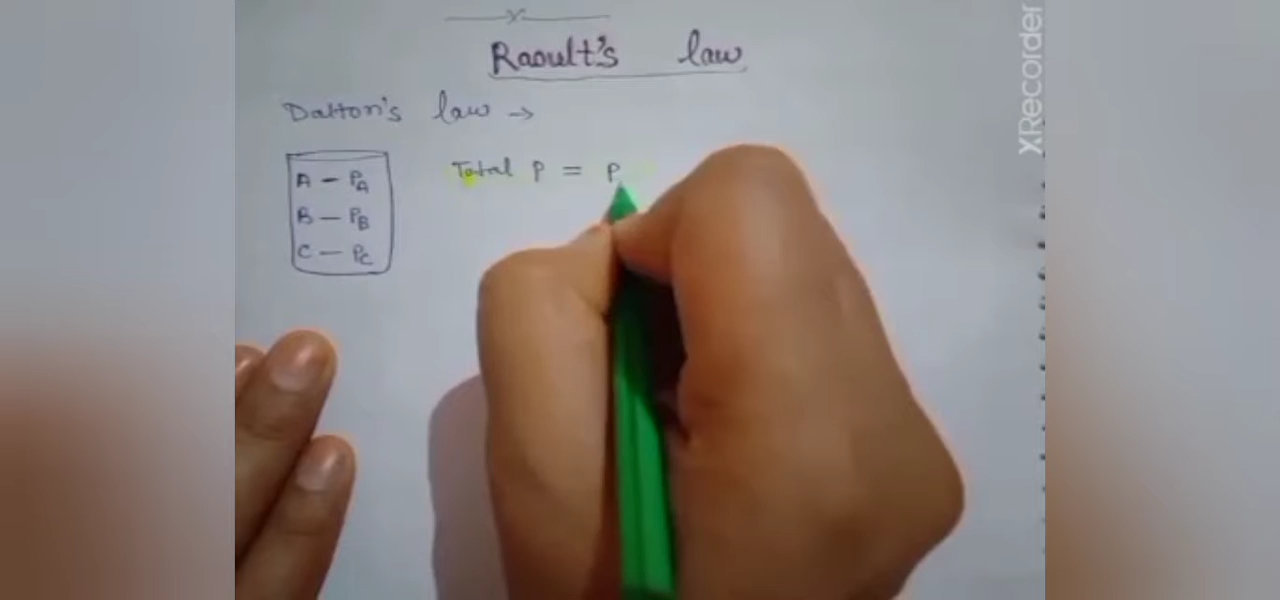 Raoult's law
Dalton's law →
A – PA
B – PB
C – PC
Total P = P
XRecorder